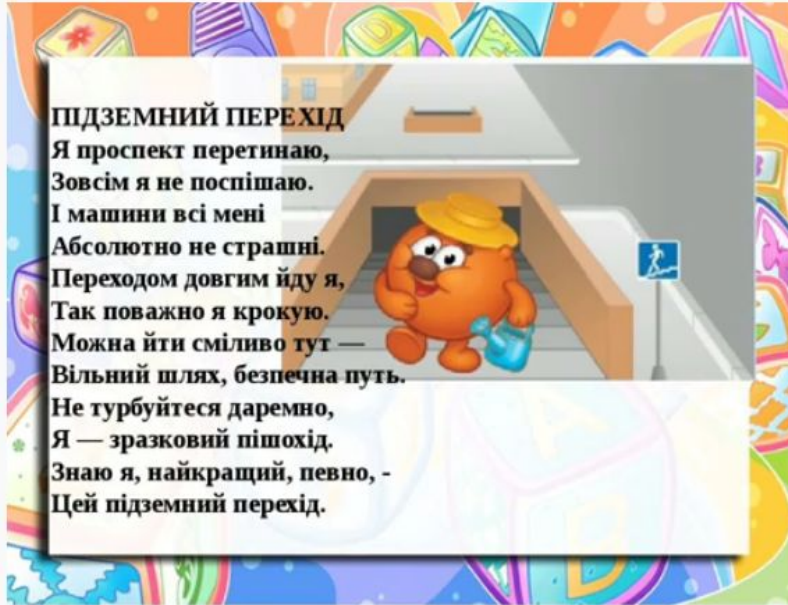 ПІДЗЕМНИЙ ПЕРЕХІД
Я проспект перетинаю,
Зовсім я не поспішаю.
І машини всі мені
Абсолютно не страшні.
Переходом довгим йду я,
Так поважно я крокую.
Можна йти сміливо тут —
Вільний шлях, безпечна путь.
Не турбуйтеся даремно,
Я — зразковий пішохід.
Знаю я, найкращий, певно, -
Цей підземний перехід.